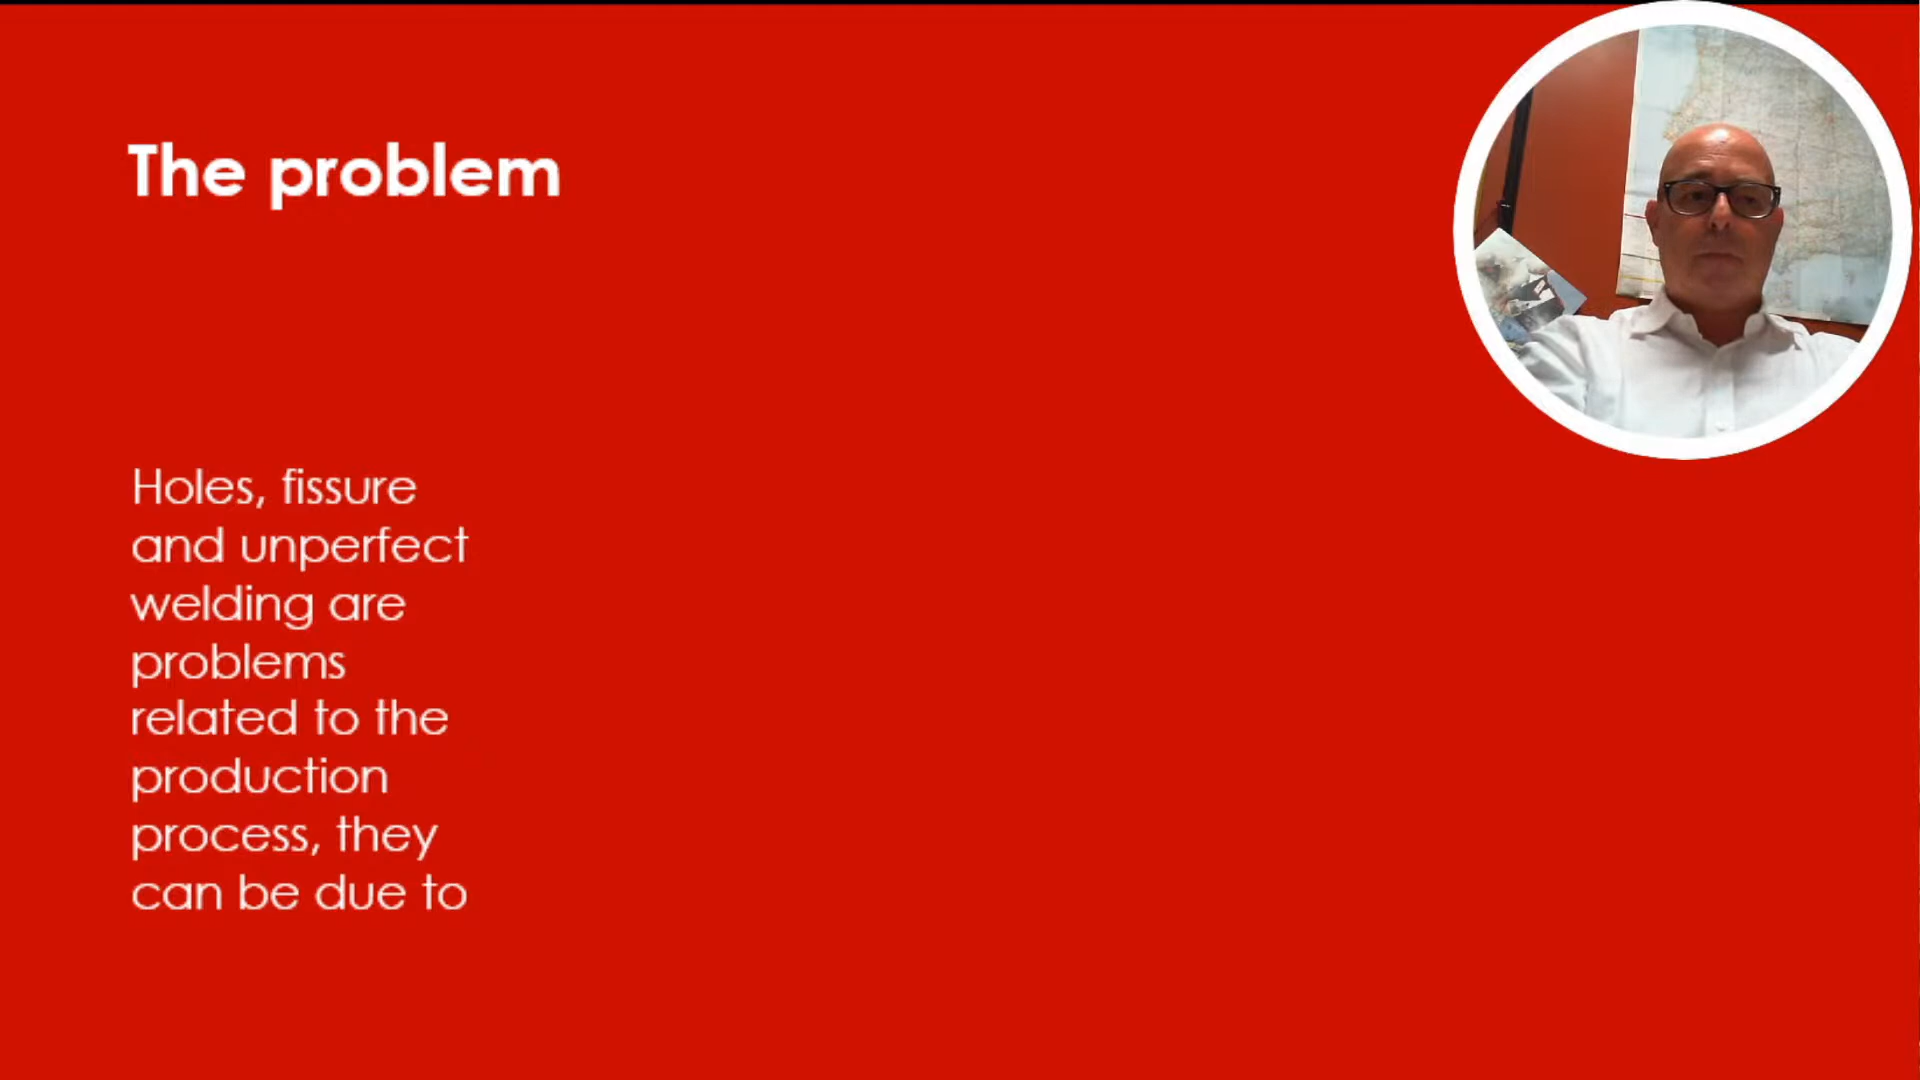 The problem
Holes, fissure
and unperfect
welding are
problems
related to the
production
process, they
can be due to